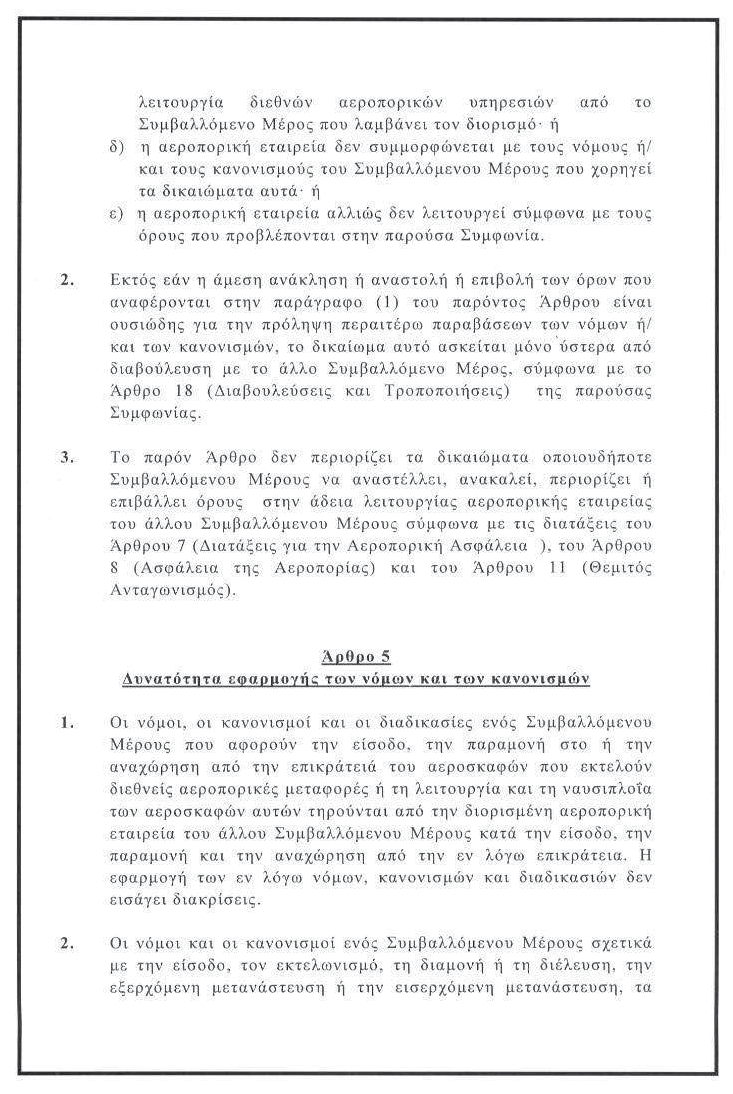 λειτουργία διεθνών αεροπορικών υπηρεσιών από το
Συμβαλλόμενο Μέρος που λαμβάνει τον διορισμό· ή
δ) η αεροπορική εταιρεία δεν συμμορφώνεται με τους νόμους ή/
και τους κανονισμούς του Συμβαλλόμενου Μέρους που χορηγεί
τα δικαιώματα αυτά· ή
ε) η αεροπορική εταιρεία αλλιώς δεν λειτουργεί σύμφωνα με τους
όρους που προβλέπονται στην παρούσα Συμφωνία.
2. Εκτός εάν η άμεση ανάκληση ή αναστολή ή επιβολή των όρων που
αναφέρονται στην παράγραφο (1) του παρόντος Άρθρου είναι
ουσιώδης για την πρόληψη περαιτέρω παραβάσεων των νόμων ή/
και των κανονισμών, το δικαίωμα αυτό ασκείται μόνο ύστερα από
διαβούλευση με το άλλο Συμβαλλόμενο Μέρος, σύμφωνα με το
Άρθρο 18 (Διαβουλεύσεις και Τροποποιήσεις) της παρούσας
Συμφωνίας.
3. Το παρόν Άρθρο δεν περιορίζει τα δικαιώματα οποιουδήποτε
Συμβαλλόμενου Μέρους να αναστέλλει, ανακαλεί, περιορίζει ή
επιβάλλει όρους στην άδεια λειτουργίας αεροπορικής εταιρείας
του άλλου Συμβαλλόμενου Μέρους σύμφωνα με τις διατάξεις του
Άρθρου 7 (Διατάξεις για την Αεροπορική Ασφάλεια ), του Άρθρου
8 (Ασφάλεια της Αεροπορίας) και του Άρθρου 11 (Θεμιτός
Ανταγωνισμός).
Άρθρο 5
Δυνατότητα εφαρμογής των νόμων και των κανονισμών
1. Οι νόμοι, οι κανονισμοί και οι διαδικασίες ενός Συμβαλλόμενου
Μέρους που αφορούν την είσοδο, την παραμονή στο ή την
αναχώρηση από την επικράτειά του αεροσκαφών που εκτελούν
διεθνείς αεροπορικές μεταφορές ή τη λειτουργία και τη ναυσιπλοΐα
των αεροσκαφών αυτών τηρούνται από την διορισμένη αεροπορική
εταιρεία του άλλου Συμβαλλόμενου Μέρους κατά την είσοδο, την
παραμονή και την αναχώρηση από την εν λόγω επικράτεια. Η
εφαρμογή των εν λόγω νόμων, κανονισμών και διαδικασιών δεν
εισάγει διακρίσεις.
2. Οι νόμοι και οι κανονισμοί ενός Συμβαλλόμενου Μέρους σχετικά
με την είσοδο, τον εκτελωνισμό, τη διαμονή ή τη διέλευση, την
εξερχόμενη μετανάστευση ή την εισερχόμενη μετανάστευση, τα